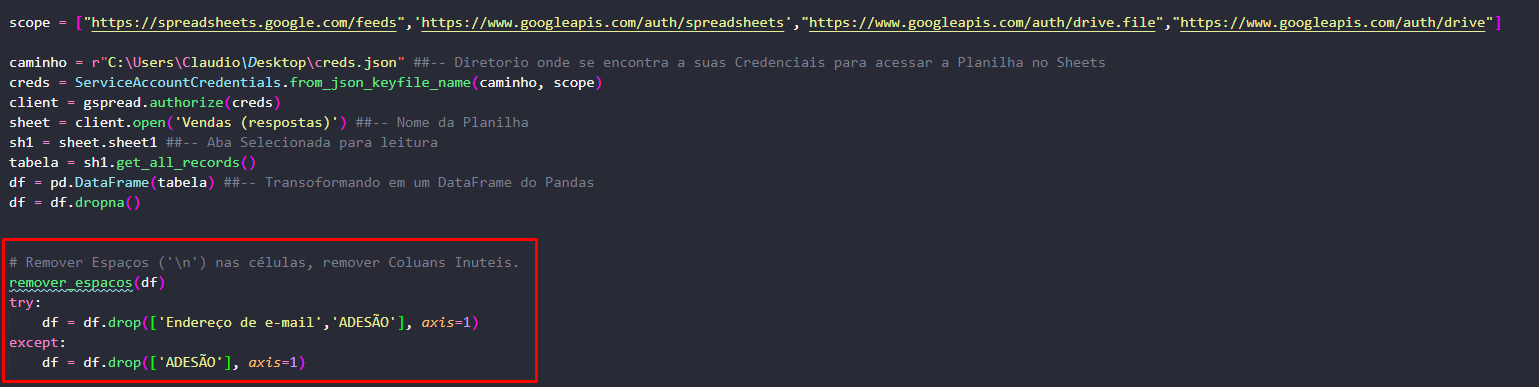 scope = ["https://spreadsheets.google.com/feeds",'https://www.googleapis.com/auth/spreadsheets',"https://www.googleapis.com/auth/drive.file","https://www.googleapis.com/auth/drive"]
caminho = r"C:\Users\Claudio\Desktop\creds.json" ##-- Diretorio onde se encontra a suas Credenciais para acessar a Planilha no Sheets
creds = ServiceAccountCredentials.from_json_keyfile_name(caminho, scope)
client = gspread.authorize(creds)
sheet = client.open('Vendas (respostas)') ##-- Nome da Planilha
sh1 = sheet.sheet1 ##-- Aba Selecionada para leitura
tabela = sh1.get_all_records()
df = pd.DataFrame(tabela) ##-- Transoformando em um DataFrame do Pandas
df = df.dropna()
# Remover Espaços ('\n') nas células, remover Coluans Inuteis.
remover_espacos(df)
try:
    df = df.drop(['Endereço de e-mail','ADESÃO'], axis=1)
except:
    df = df.drop(['ADESÃO'], axis=1)